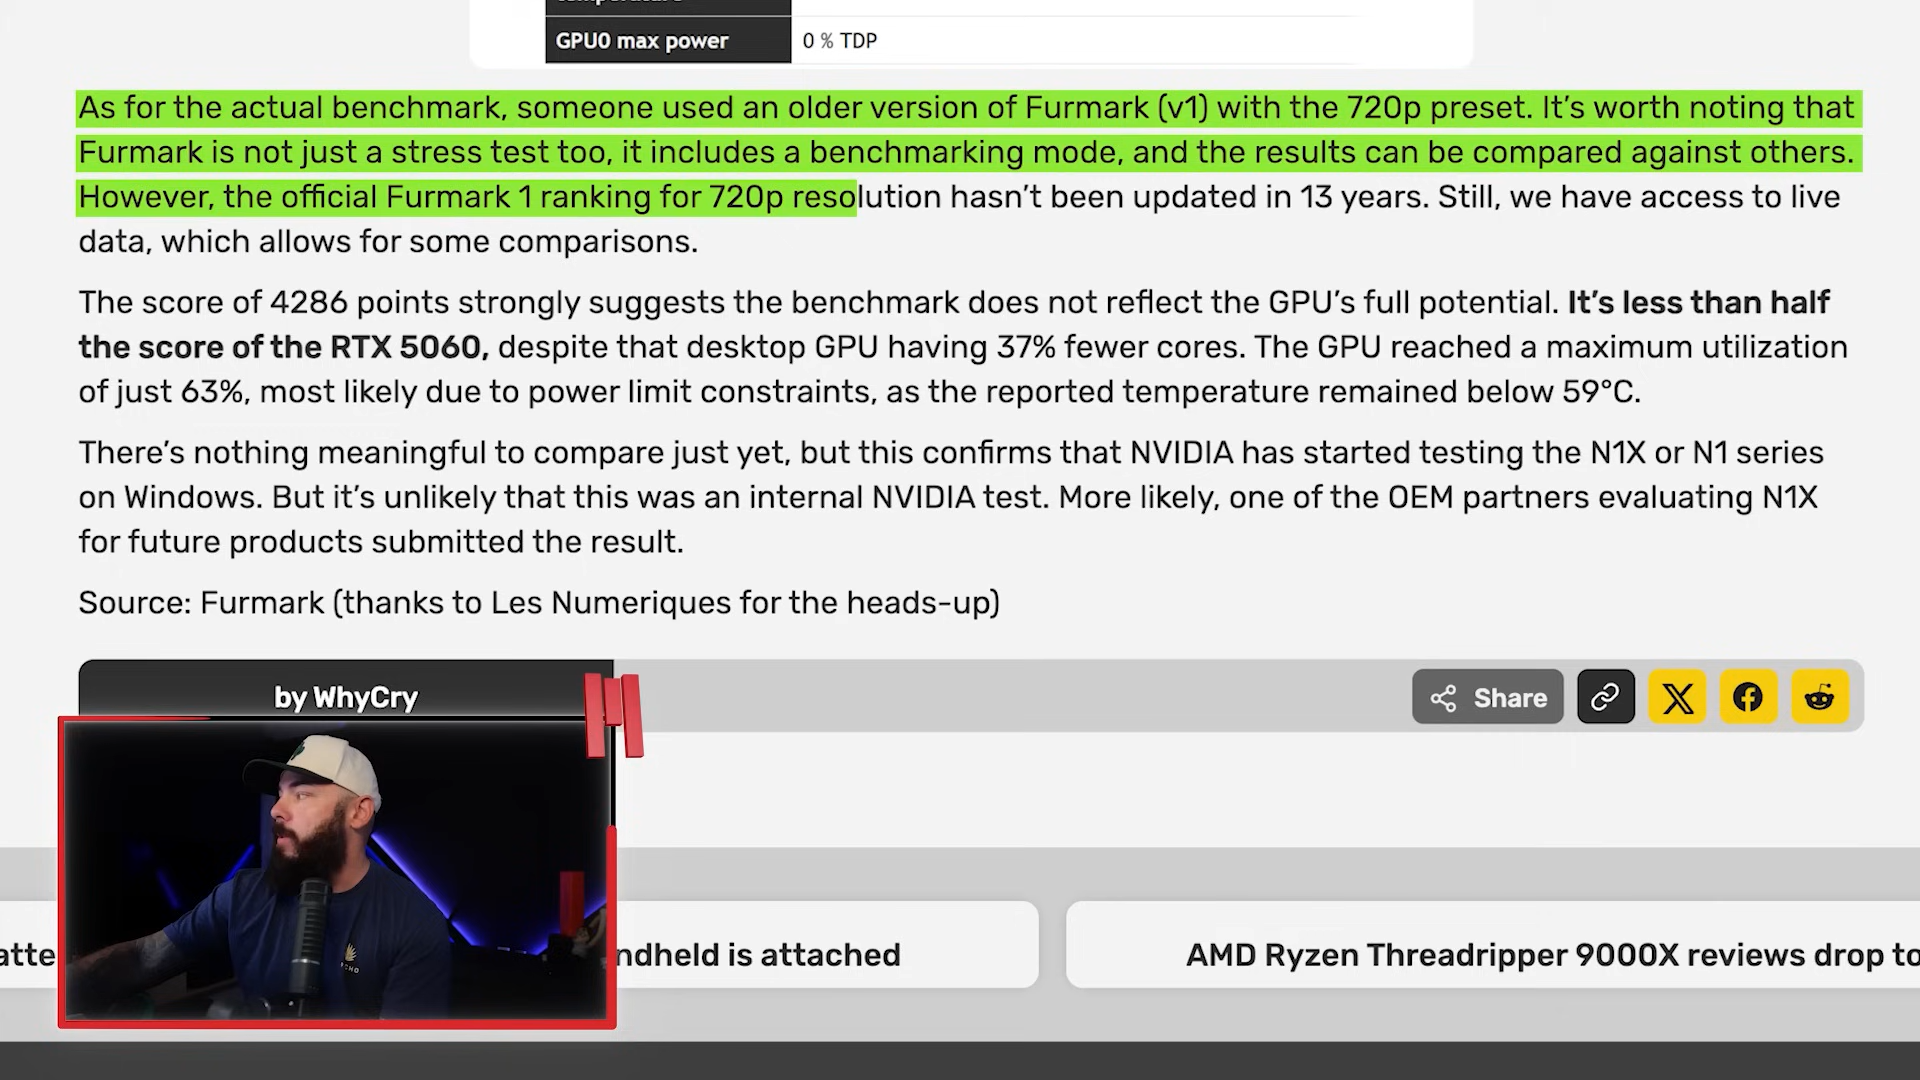 GPU0 max power 0 % TDP
As for the actual benchmark, someone used an older version of Furmark (v1) with the 720p preset. It's worth noting that
Furmark is not just a stress test too, it includes a benchmarking mode, and the results can be compared against others.
However, the official Furmark 1 ranking for 720p resolution hasn't been updated in 13 years. Still, we have access to live
data, which allows for some comparisons.
The score of 4286 points strongly suggests the benchmark does not reflect the GPU's full potential. It's less than half
the score of the RTX 5060, despite that desktop GPU having 37% fewer cores. The GPU reached a maximum utilization
of just 63%, most likely due to power limit constraints, as the reported temperature remained below 59°C.
There's nothing meaningful to compare just yet, but this confirms that NVIDIA has started testing the N1X or N1 series
on Windows. But it's unlikely that this was an internal NVIDIA test. More likely, one of the OEM partners evaluating N1X
for future products submitted the result.
Source: Furmark (thanks to Les Numeriques for the heads-up)
by WhyCry
Share
ndheld is attached
AMD Ryzen Threadripper 9000X reviews drop to